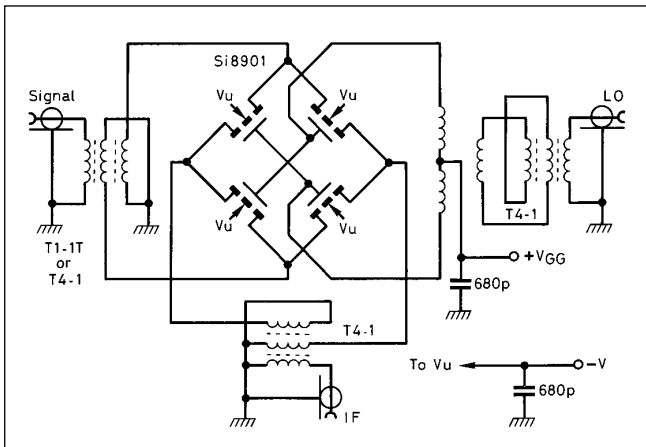 Si8901
Signal
Vu
Vu
LO
Vu
Vu
T1-1T
or
T4-1
T4-1
+VGG
680p
T4-1
To Vu
-V
680p
IF